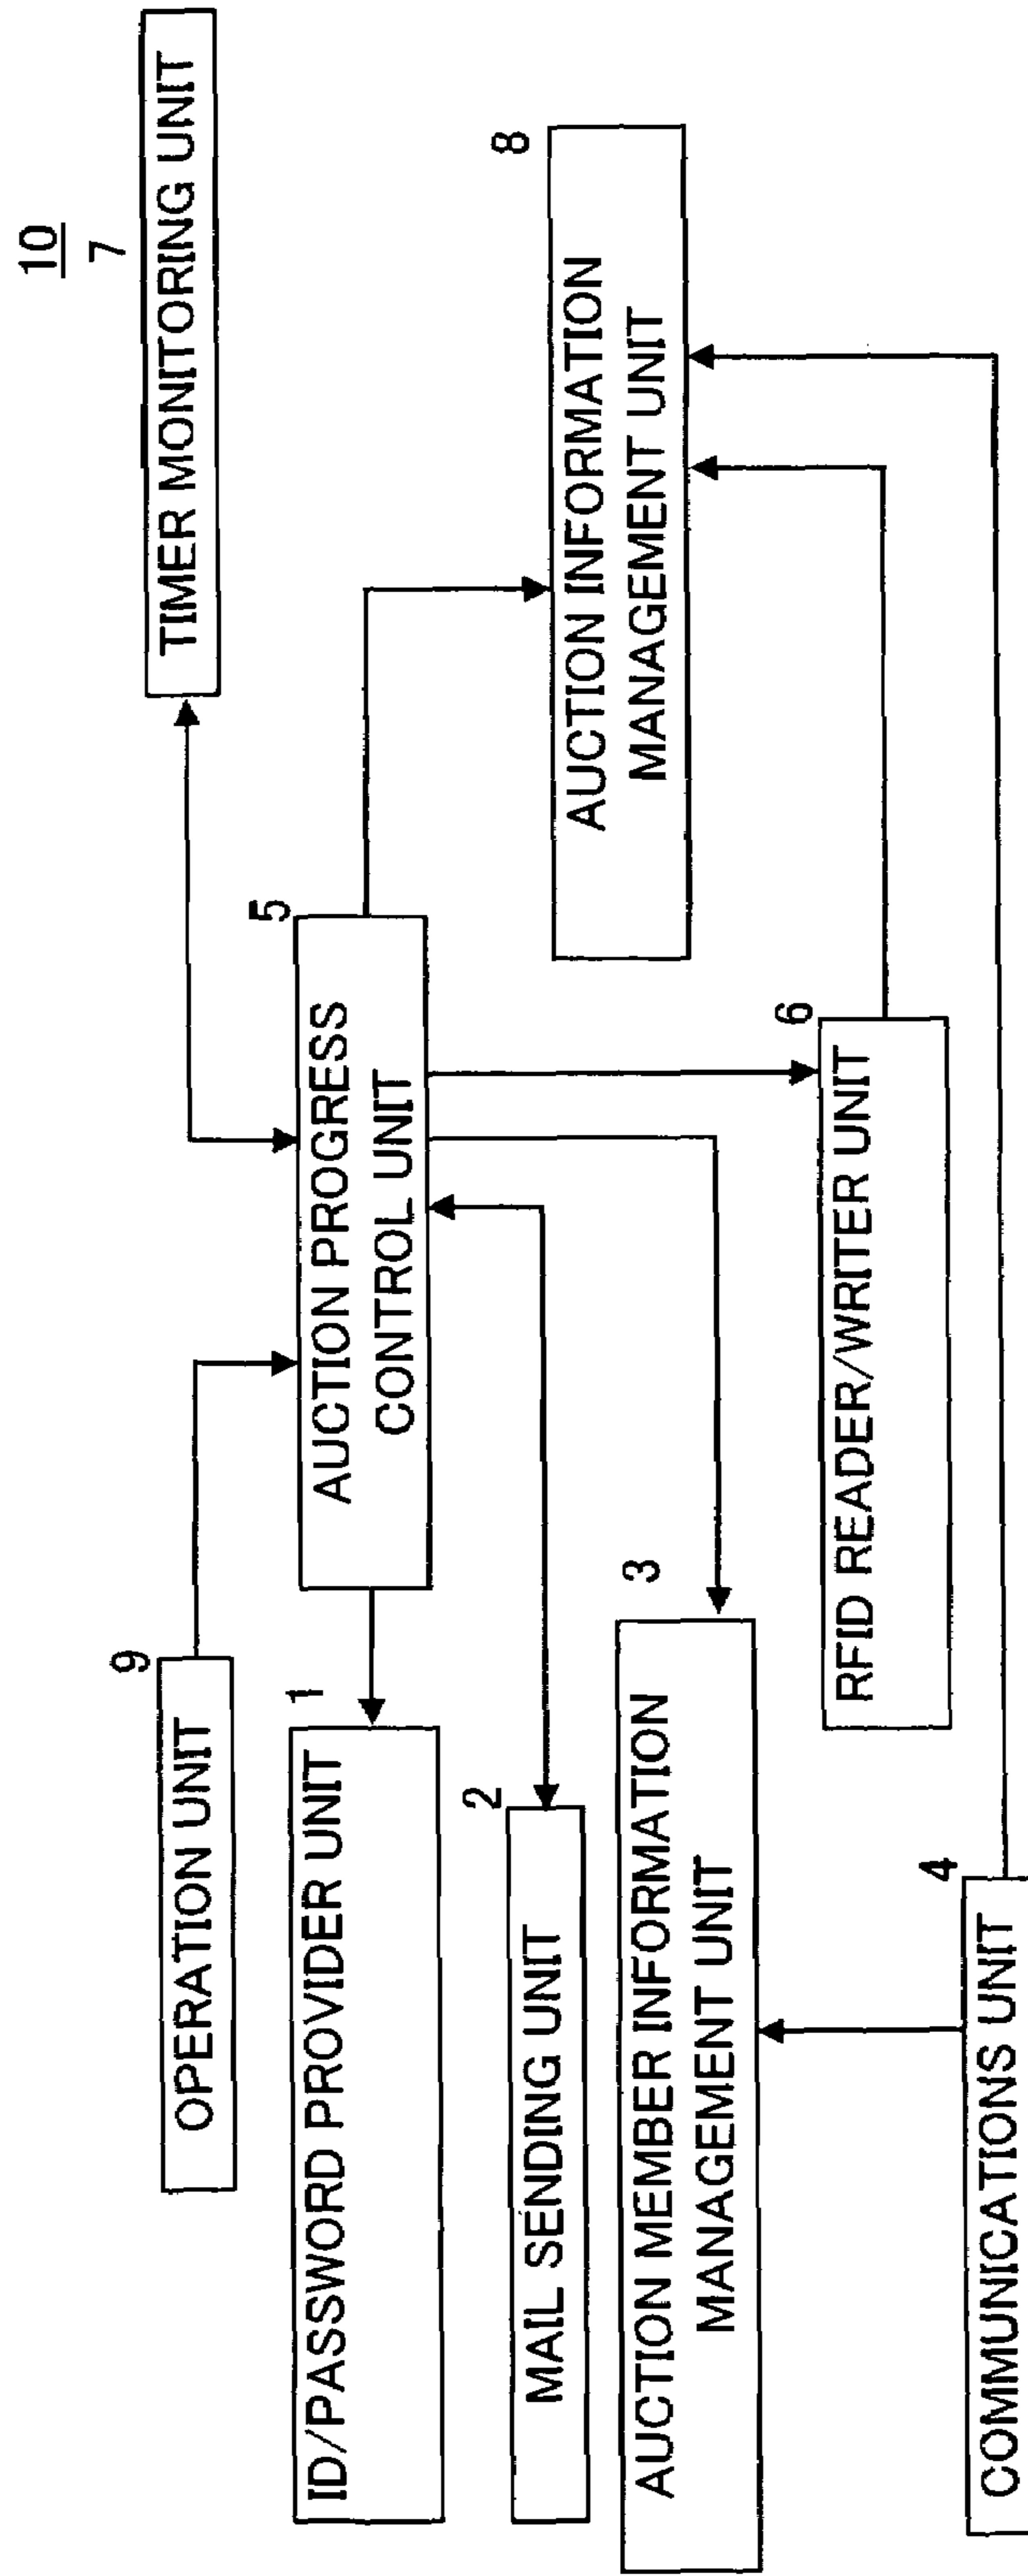 10
7
TIMER MONITORING UNIT
9
OPERATION UNIT
5
AUCTION PROGRESS
CONTROL UNIT
1
ID/PASSWORD PROVIDER UNIT
8
AUCTION INFORMATION
MANAGEMENT UNIT
2
MAIL SENDING UNIT
3
AUCTION MEMBER INFORMATION
MANAGEMENT UNIT
6
RFID READER/WRITER UNIT
4
COMMUNICATIONS UNIT